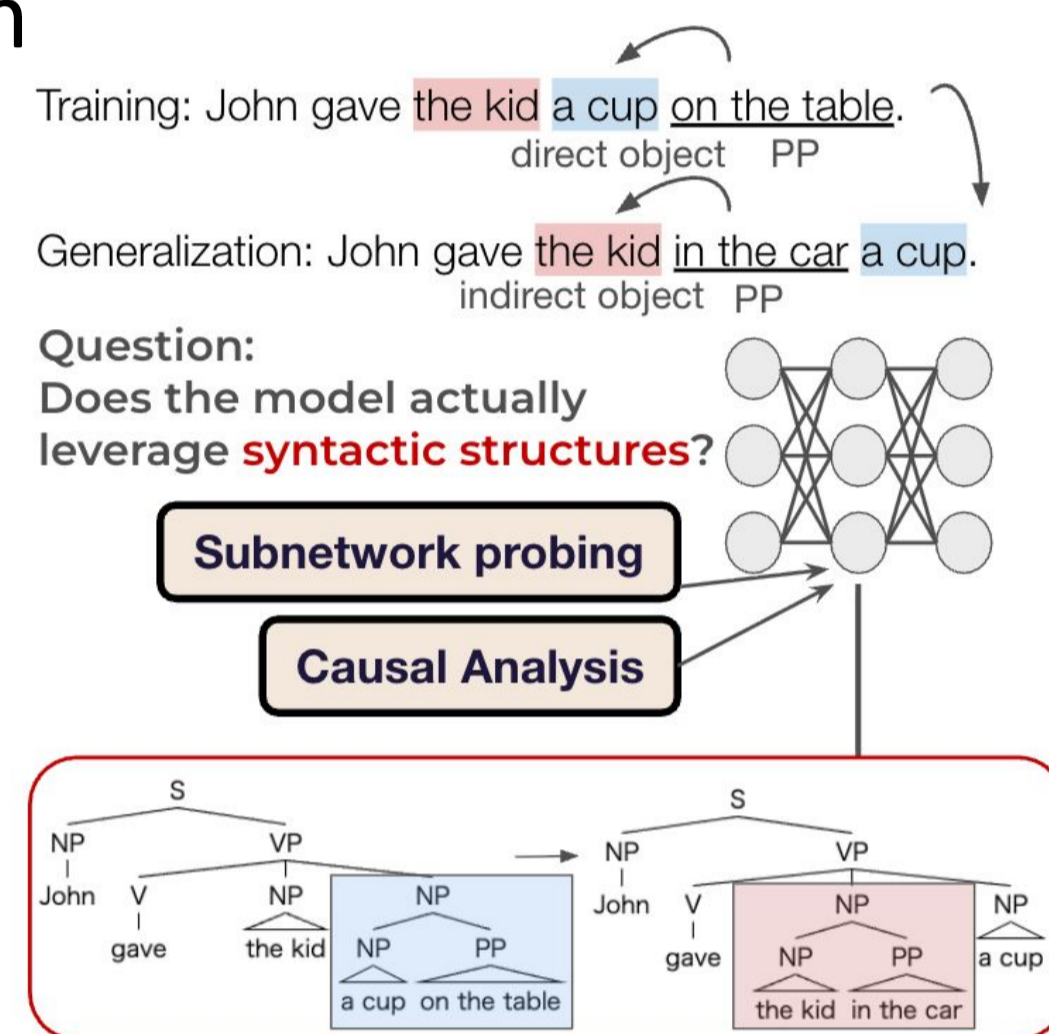 n
Training: John gave the kid a cup on the table.
direct object PP
Generalization: John gave the kid in the car a cup.
indirect object PP
Question:
Does the model actually
leverage syntactic structures?
Subnetwork probing
Causal Analysis
S
NP VP
John V NP NP
gave the kid NP PP
a cup on the table
S
NP VP
John V NP NP
gave NP PP a cup
the kid in the car